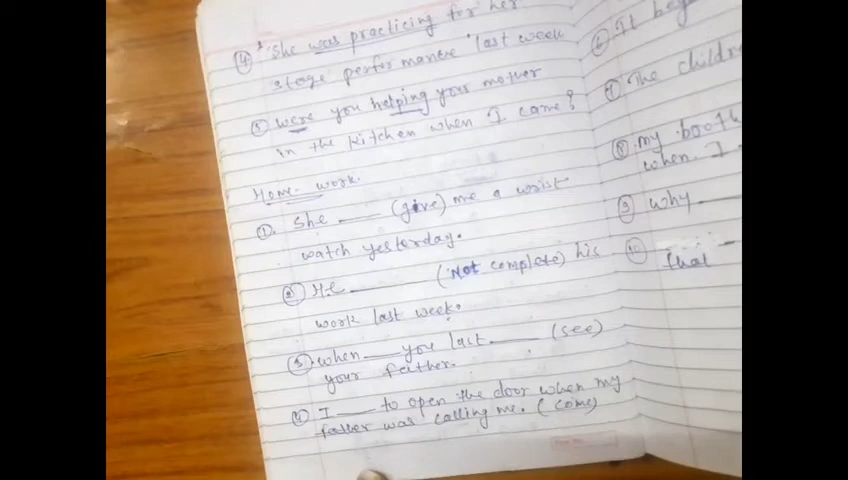 ④ She was practicing for her
stage performance last week
⑤ were you helping your mother
in the kitchen when I came?
Home work.
①. She ___ (give) me a wrist
watch yesterday.
② He ___ (Not complete) his
work last week.
③ when ___ you last ___ (see)
your father.
④ I ___ to open the door when my
father was calling me. (come)
⑥ It
⑦ The
⑧ my
when I
⑨ why ___
⑩
that